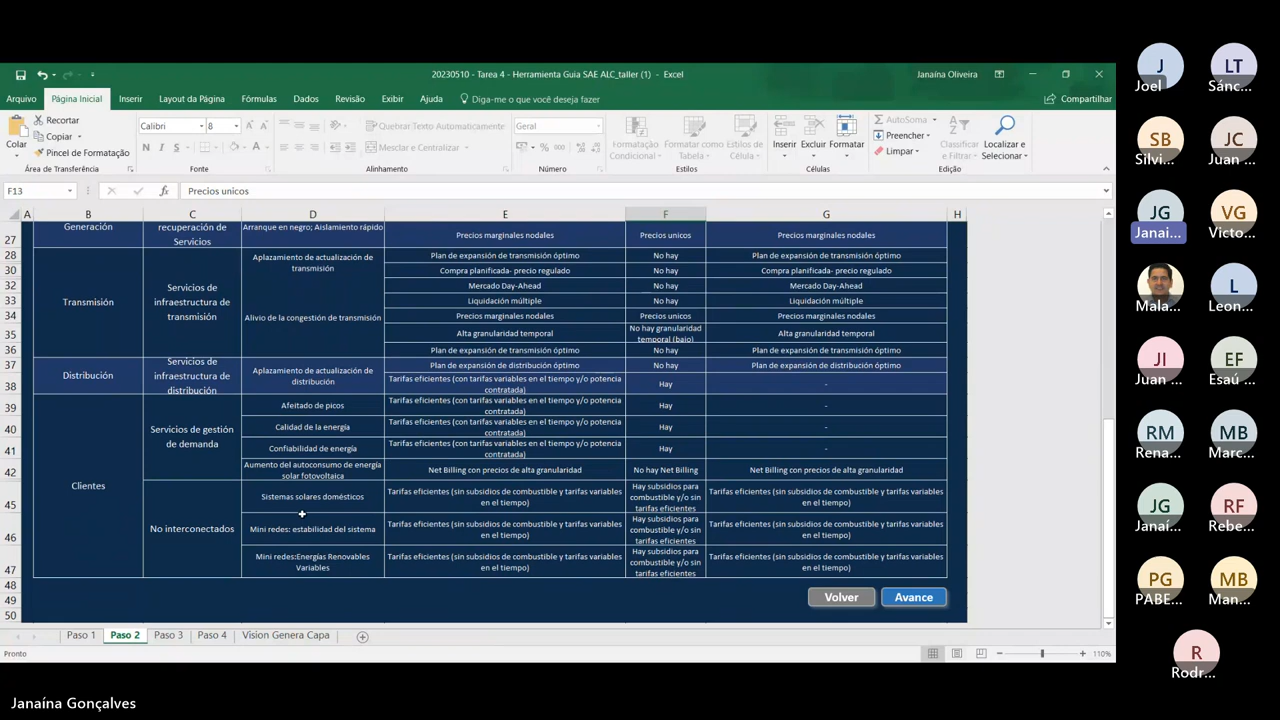 20230510 - Tarea 4 - Herramienta Guia SAE ALC_taller (1) - Excel
Janaína Oliveira
Arquivo
Página Inicial
Inserir
Layout da Página
Fórmulas
Dados
Revisão
Exibir
Ajuda
Diga-me o que você deseja fazer
Compartilhar
Colar
Recortar
Copiar
Pincel de Formatação
Área de Transferência
Calibri
8
N I S
Fonte
Quebrar Texto Automaticamente
Mesclar e Centralizar
Alinhamento
Geral
% 000
Número
Formatação
Condicional
Formatar como
Tabela
Estilos de
Célula
Estilos
Inserir
Excluir
Formatar
Células
AutoSoma
Preencher
Limpar
Classificar
e Filtrar
Localizar e
Selecionar
Edição
F13
fx
Precios unicos
A B C D E F G H
27
Generación
recuperación de
Servicios
Arranque en negro; Aislamiento rápido
Precios marginales nodales
Precios unicos
Precios marginales nodales
28
Plan de expansión de transmisión óptimo
No hay
Plan de expansión de transmisión óptimo
Aplazamiento de actualización de
transmisión
30
Compra planificada- precio regulado
No hay
Compra planificada- precio regulado
32
Mercado Day-Ahead
No hay
Mercado Day-Ahead
Transmisión
Servicios de
infraestructura de
transmisión
33
Liquidación múltiple
No hay
Liquidación múltiple
34
Alivio de la congestión de transmisión
Precios marginales nodales
Precios unicos
Precios marginales nodales
35
Alta granularidad temporal
No hay granularidad
temporal (bajo)
Alta granularidad temporal
36
Plan de expansión de transmisión óptimo
No hay
Plan de expansión de transmisión óptimo
37
Distribución
Servicios de
infraestructura de
distribución
Aplazamiento de actualización de
distribución
Plan de expansión de distribución óptimo
No hay
Plan de expansión de distribución óptimo
38
Tarifas eficientes (con tarifas variables en el tiempo y/o potencia
contratada)
Hay
-
39
Afeitado de picos
Tarifas eficientes (con tarifas variables en el tiempo y/o potencia
contratada)
Hay
-
40
Servicios de gestión
de demanda
Calidad de la energía
Tarifas eficientes (con tarifas variables en el tiempo y/o potencia
contratada)
Hay
-
41
Confiabilidad de energía
Tarifas eficientes (con tarifas variables en el tiempo y/o potencia
contratada)
Hay
-
42
Aumento del autoconsumo de energía
solar fotovoltaica
Net Billing con precios de alta granularidad
No hay Net Billing
Net Billing con precios de alta granularidad
Clientes
45
Sistemas solares domésticos
Tarifas eficientes (sin subsidios de combustible y tarifas variables
en el tiempo)
Hay subsidios para
combustible y/o sin
tarifas eficientes
Tarifas eficientes (sin subsidios de combustible y tarifas variables
en el tiempo)
46
No interconectados
Mini redes: estabilidad del sistema
Tarifas eficientes (sin subsidios de combustible y tarifas variables
en el tiempo)
Hay subsidios para
combustible y/o sin
tarifas eficientes
Tarifas eficientes (sin subsidios de combustible y tarifas variables
en el tiempo)
47
Mini redes:Energías Renovables
Variables
Tarifas eficientes (sin subsidios de combustible y tarifas variables
en el tiempo)
Hay subsidios para
combustible y/o sin
tarifas eficientes
Tarifas eficientes (sin subsidios de combustible y tarifas variables
en el tiempo)
48
49
50
Volver
Avance
Paso 1
Paso 2
Paso 3
Paso 4
Vision Genera Capa
Pronto
110%
Janaína Gonçalves
J
Joel
LT
Sánc...
SB
Silvi...
JC
Juan ...
JG
Janai...
VG
Victo...
Mala...
L
Leon...
JI
Juan ...
EF
Esaú ...
RM
Rena...
MB
Marc...
JG
Janaí...
RF
Rebe...
PG
PABE...
MB
Man...
R
Rodr...